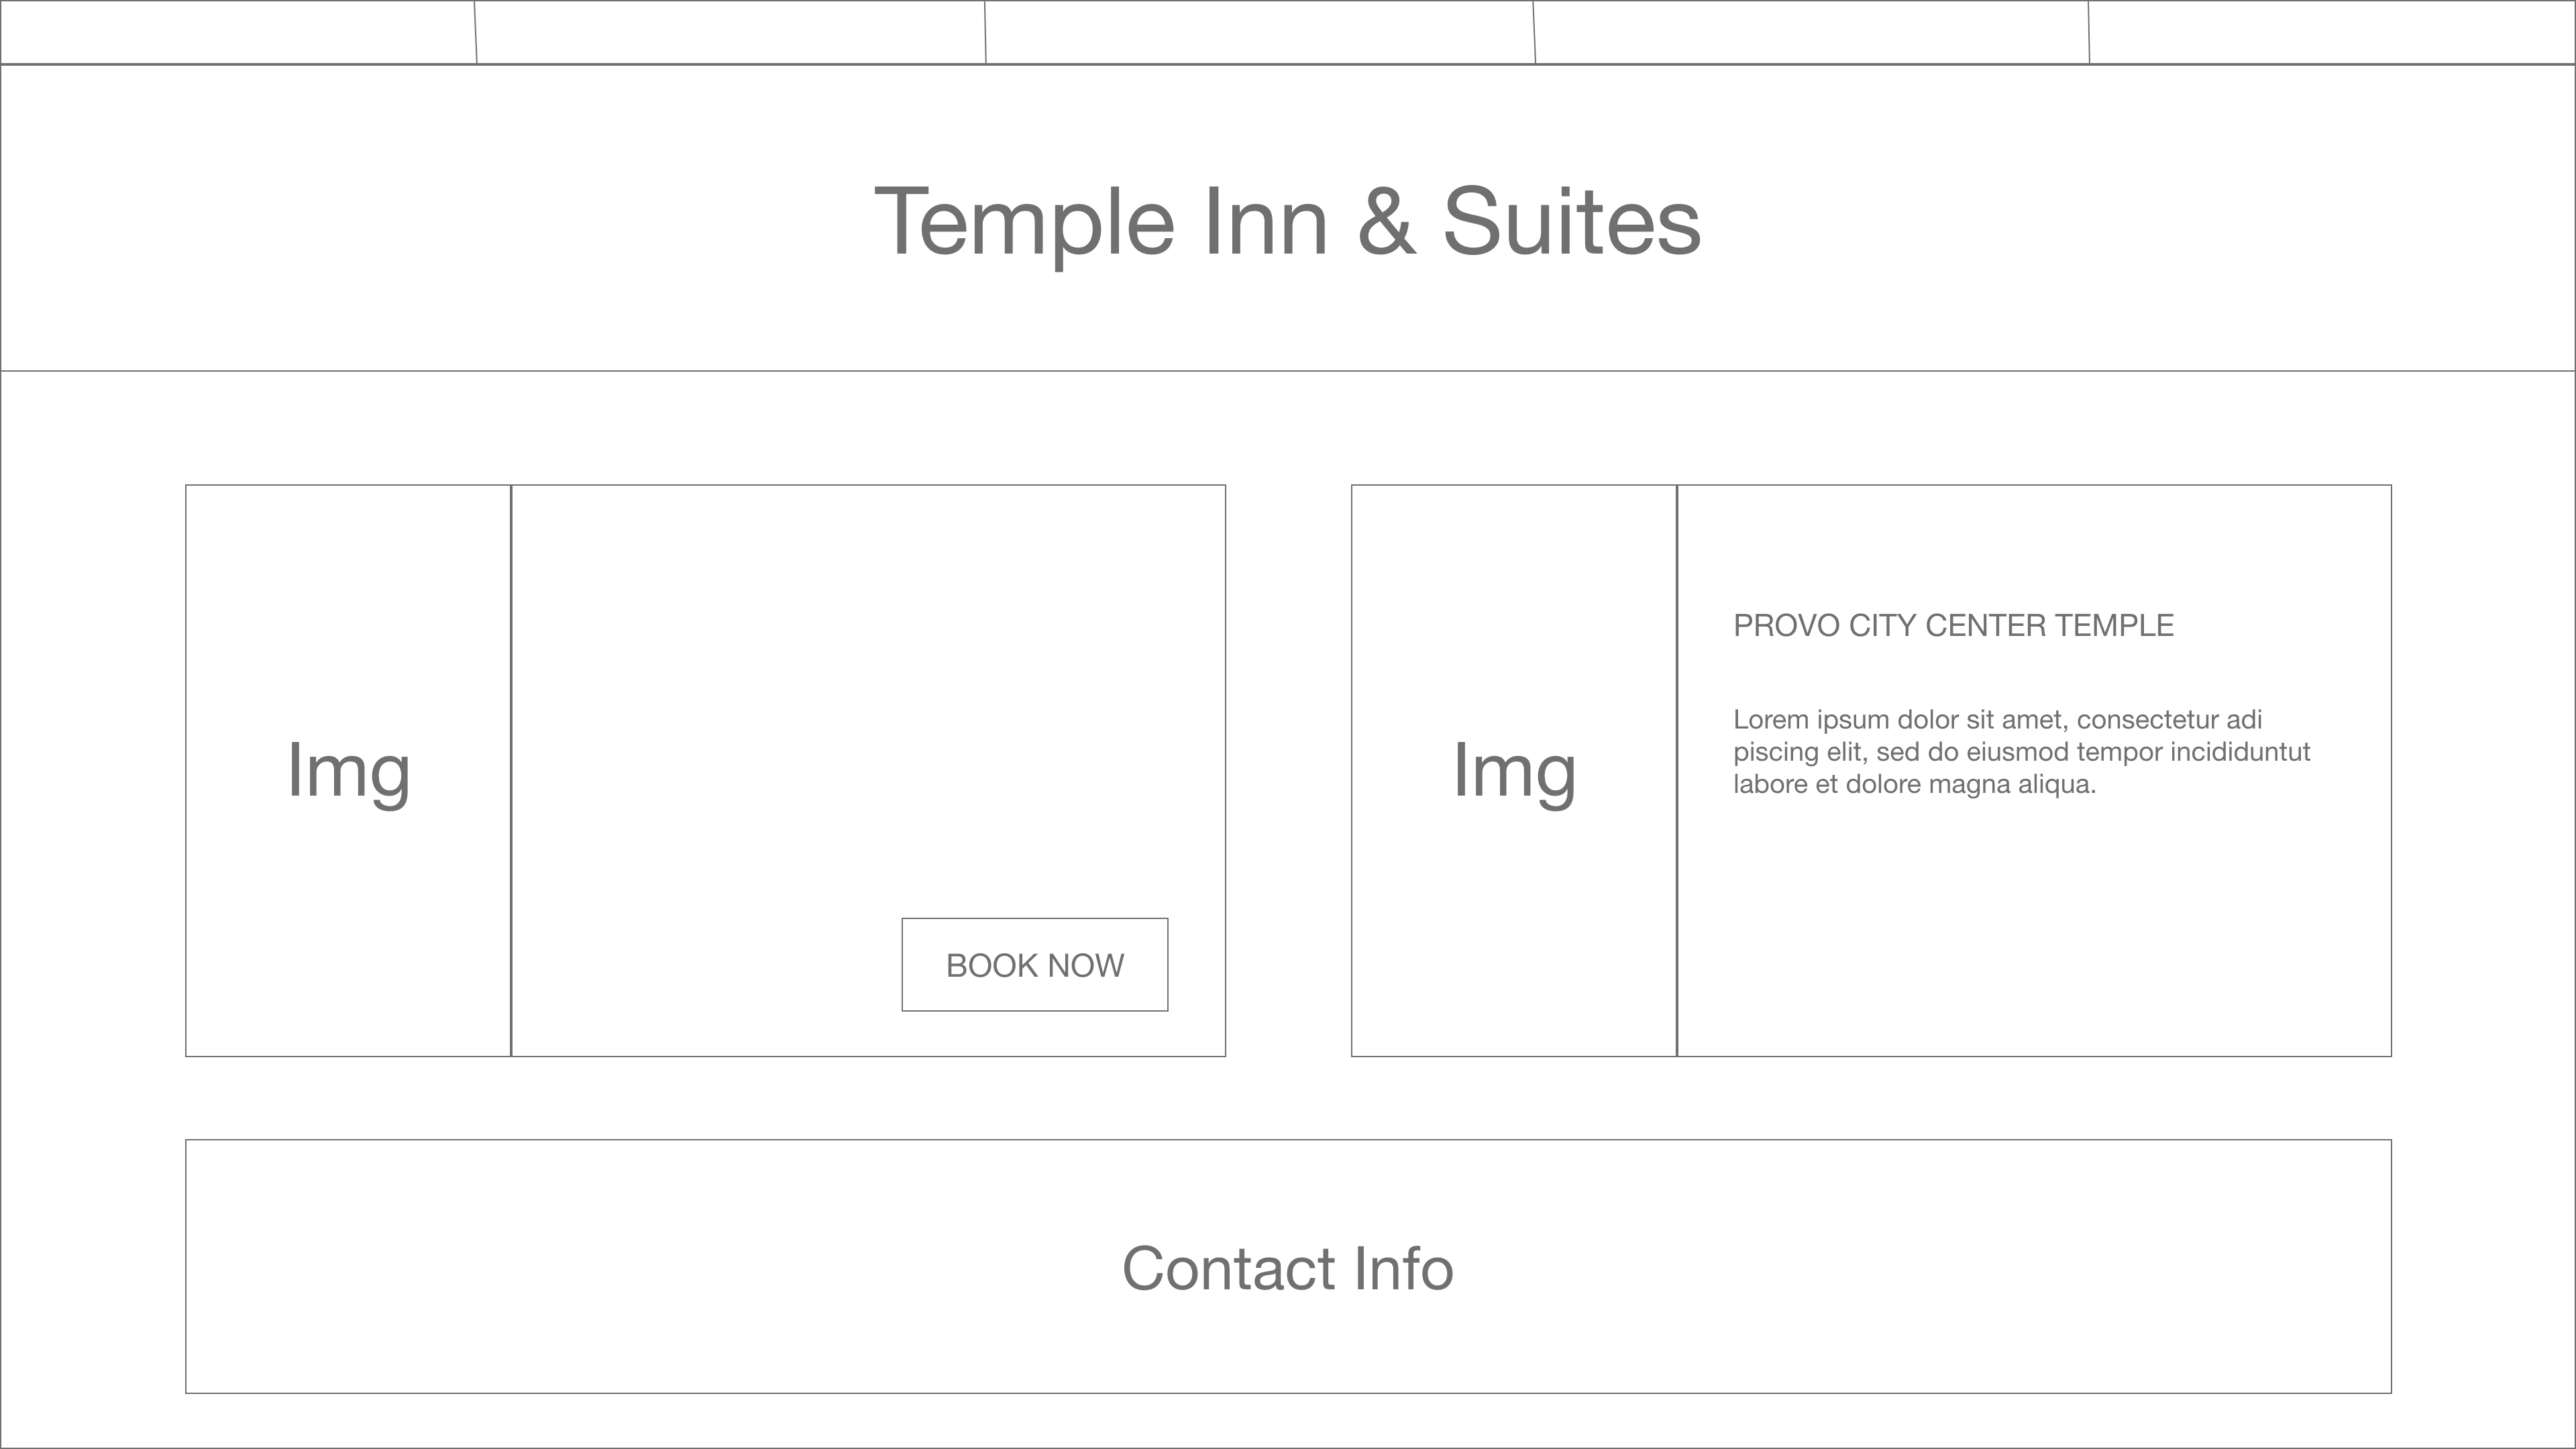 Temple Inn & Suites
Img
BOOK NOW
Img
PROVO CITY CENTER TEMPLE
Lorem ipsum dolor sit amet, consectetur adi
piscing elit, sed do eiusmod tempor incididuntut
labore et dolore magna aliqua.
Contact Info